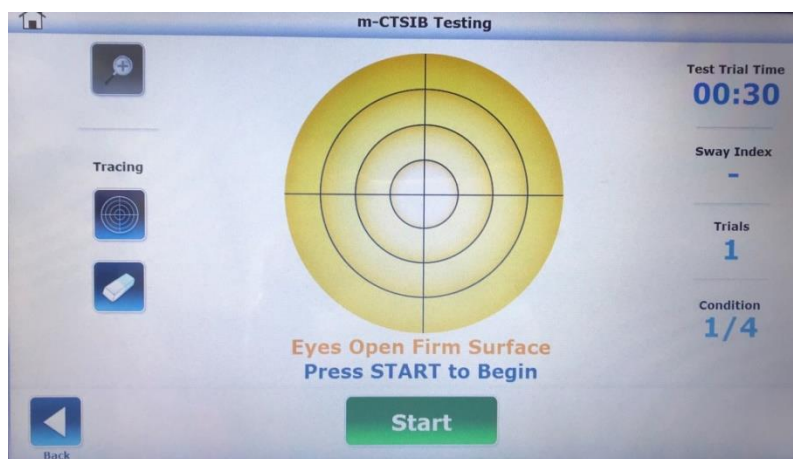 m-CTSIB Testing
Tracing
Test Trial Time
00:30
Sway Index
-
Trials
1
Condition
1/4
Eyes Open Firm Surface
Press START to Begin
Start
Back